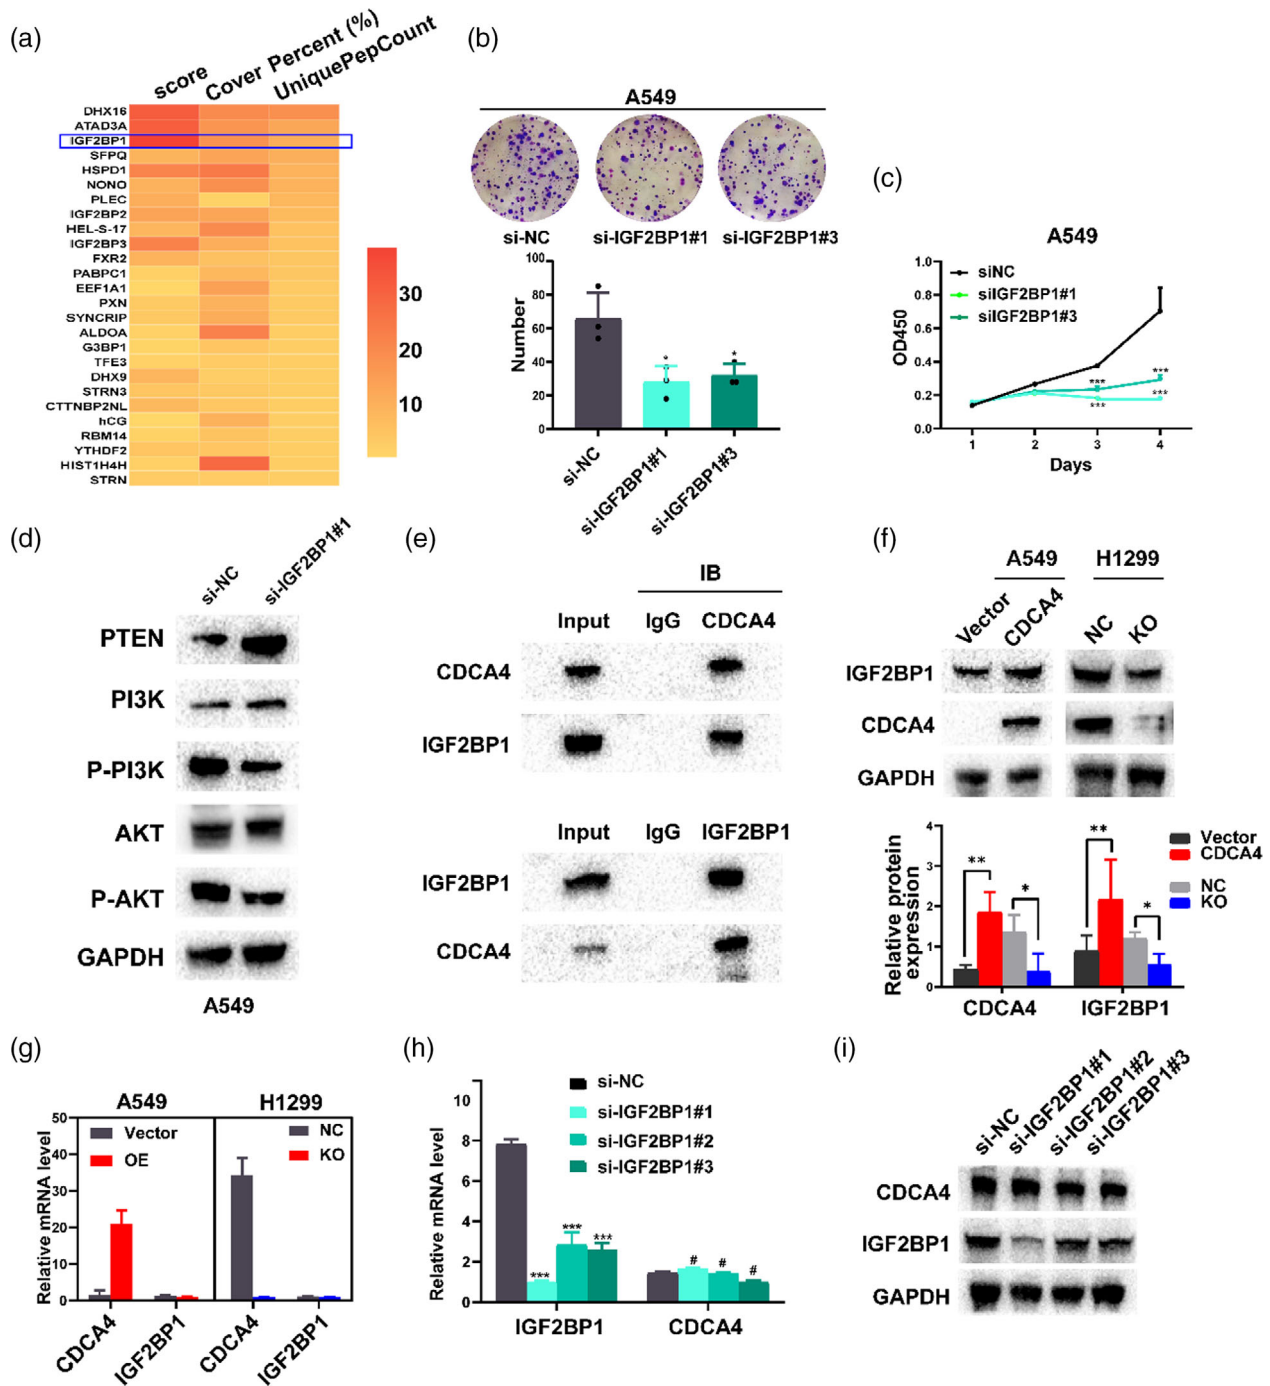 (a)
score
Cover Percent (%)
UniquePepCount
DHX16
ATAD3A
IGF2BP1
SFPQ
HSPD1
NONO
PLEC
IGF2BP2
HEL-S-17
IGF2BP3
FXR2
PABPC1
EEF1A1
PXN
SYNCRIP
ALDOA
G3BP1
TFE3
DHX9
STRN3
CTTNBP2NL
hCG
RBM14
YTHDF2
HIST1H4H
STRN
30
20
10
(b)
A549
si-NC si-IGF2BP1#1 si-IGF2BP1#3
Number
100
80
60
40
20
0
*
*
si-NC
si-IGF2BP1#1
si-IGF2BP1#3
(c)
A549
OD450
1.0
0.8
0.6
0.4
0.2
0.0
siNC
siIGF2BP1#1
siIGF2BP1#3
***
***
***
***
1 2 3 4
Days
(d)
si-NC
si-IGF2BP1#1
PTEN
PI3K
P-PI3K
AKT
P-AKT
GAPDH
A549
(e)
IB
Input IgG CDCA4
CDCA4
IGF2BP1
Input IgG IGF2BP1
IGF2BP1
CDCA4
(f)
A549 H1299
Vector CDCA4 NC KO
IGF2BP1
CDCA4
GAPDH
Relative protein
expression
4
3
2
1
0
** *
** *
Vector
CDCA4
NC
KO
CDCA4 IGF2BP1
(g)
A549 H1299
Relative mRNA level
50
40
30
20
10
0
Vector
OE
NC
KO
CDCA4 IGF2BP1 CDCA4 IGF2BP1
(h)
Relative mRNA level
10
8
6
4
2
0
si-NC
si-IGF2BP1#1
si-IGF2BP1#2
si-IGF2BP1#3
*** *** ***
# # #
IGF2BP1 CDCA4
(i)
si-NC
si-IGF2BP1#1
si-IGF2BP1#2
si-IGF2BP1#3
CDCA4
IGF2BP1
GAPDH